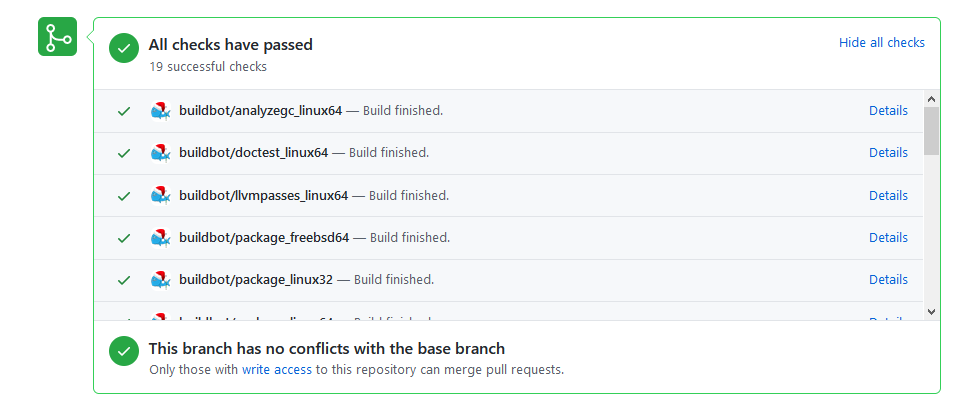 All checks have passed
19 successful checks
Hide all checks
buildbot/analyzegc_linux64 — Build finished. Details
buildbot/doctest_linux64 — Build finished. Details
buildbot/llvmpasses_linux64 — Build finished. Details
buildbot/package_freebsd64 — Build finished. Details
buildbot/package_linux32 — Build finished. Details
This branch has no conflicts with the base branch
Only those with write access to this repository can merge pull requests.